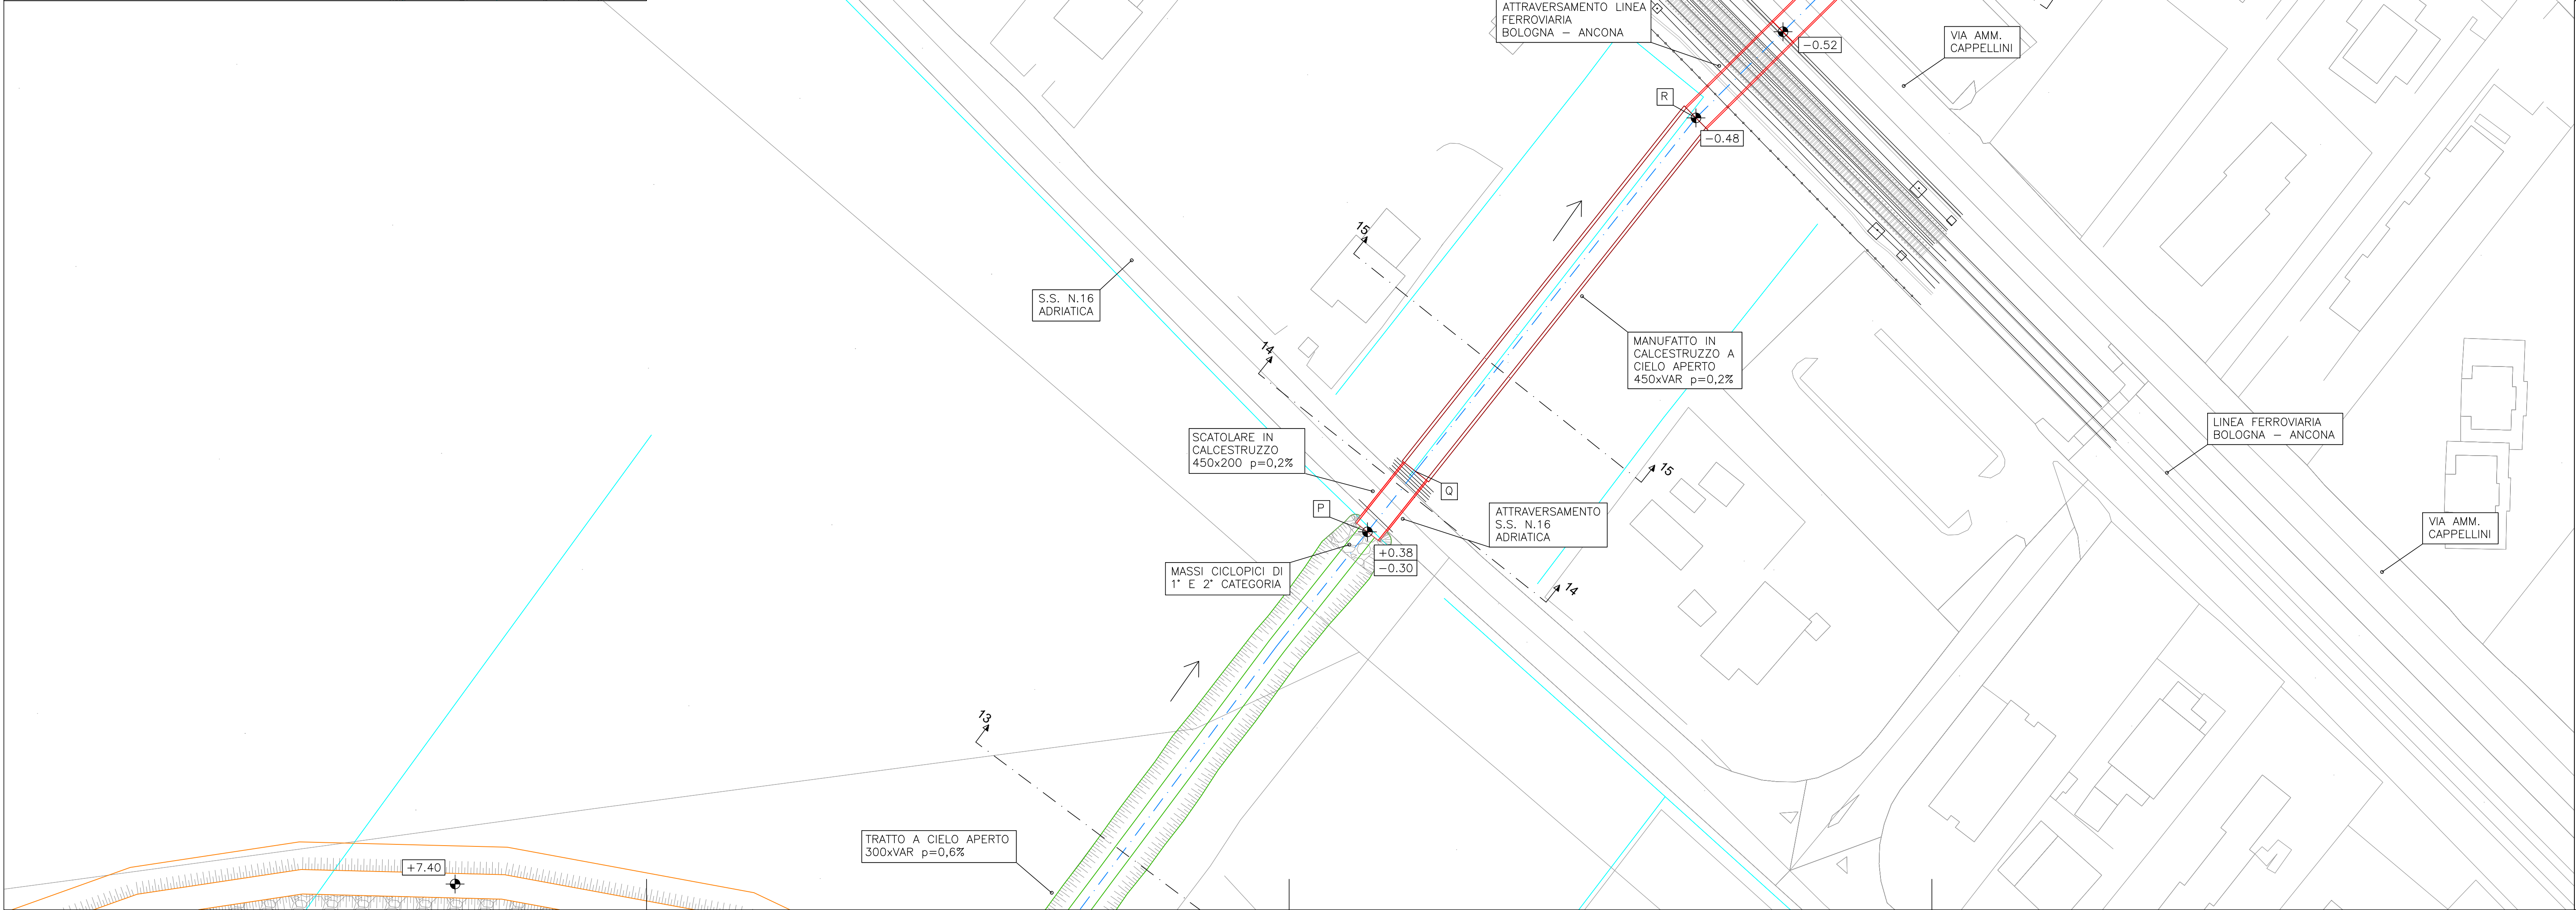 ATTRAVERSAMENTO LINEA
FERROVIARIA
BOLOGNA – ANCONA
-0.52
VIA AMM.
CAPPELLINI
R
-0.48
15
S.S. N.16
ADRIATICA
14
MANUFATTO IN
CALCESTRUZZO A
CIELO APERTO
450xVAR p=0,2%
LINEA FERROVIARIA
BOLOGNA – ANCONA
SCATOLARE IN
CALCESTRUZZO
450x200 p=0,2%
15
Q
P
ATTRAVERSAMENTO
S.S. N.16
ADRIATICA
VIA AMM.
CAPPELLINI
+0.38
-0.30
MASSI CICLOPICI DI
1° E 2° CATEGORIA
14
13
TRATTO A CIELO APERTO
300xVAR p=0,6%
+7.40